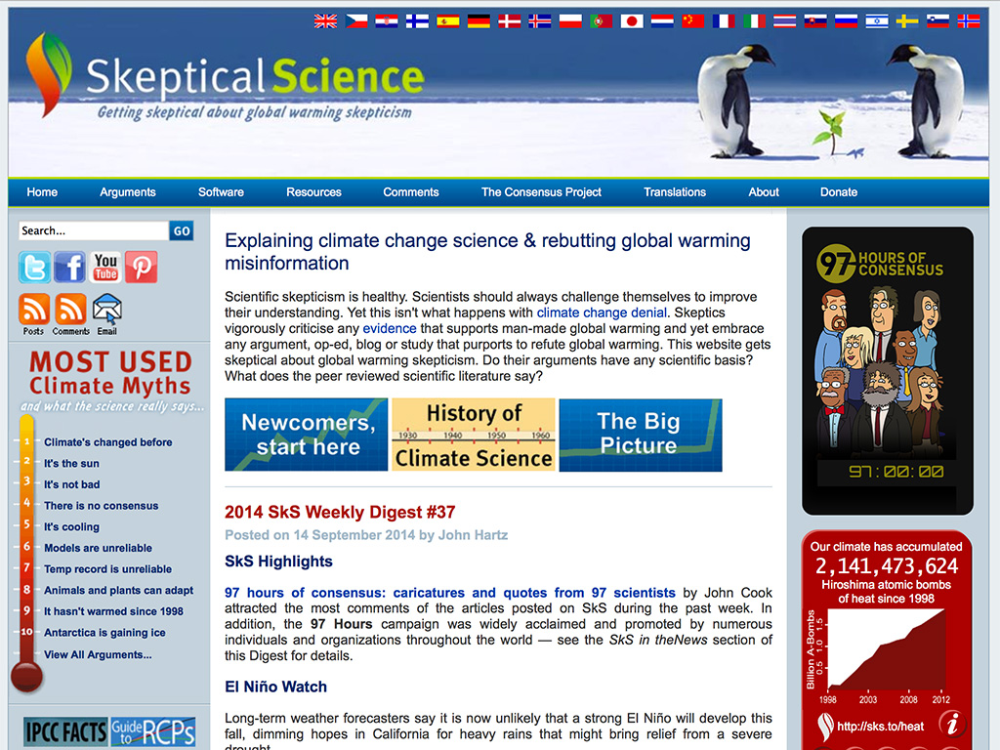 Skeptical Science
Getting skeptical about global warming skepticism
Home Arguments Software Resources Comments The Consensus Project Translations About Donate
Search... GO
You
Tube
Posts Comments Email
MOST USED
Climate Myths
and what the science really says...
1 Climate's changed before
2 It's the sun
3 It's not bad
4 There is no consensus
5 It's cooling
6 Models are unreliable
7 Temp record is unreliable
8 Animals and plants can adapt
9 It hasn't warmed since 1998
10 Antarctica is gaining ice
View All Arguments...
IPCC FACTS
Guide to RCPs
Explaining climate change science & rebutting global warming
misinformation
Scientific skepticism is healthy. Scientists should always challenge themselves to improve
their understanding. Yet this isn't what happens with climate change denial. Skeptics
vigorously criticise any evidence that supports man-made global warming and yet embrace
any argument, op-ed, blog or study that purports to refute global warming. This website gets
skeptical about global warming skepticism. Do their arguments have any scientific basis?
What does the peer reviewed scientific literature say?
Newcomers,
start here
History of
1930 1940 1950 1960
Climate Science
The Big
Picture
2014 SkS Weekly Digest #37
Posted on 14 September 2014 by John Hartz
SkS Highlights
97 hours of consensus: caricatures and quotes from 97 scientists by John Cook
attracted the most comments of the articles posted on SkS during the past week. In
addition, the 97 Hours campaign was widely acclaimed and promoted by numerous
individuals and organizations throughout the world — see the SkS in theNews section of
this Digest for details.
El Niño Watch
Long-term weather forecasters say it is now unlikely that a strong El Niño will develop this
fall, dimming hopes in California for heavy rains that might bring relief from a severe
drought.
97 HOURS OF
CONSENSUS
97:00:00
Our climate has accumulated
2,141,473,624
Hiroshima atomic bombs
of heat since 1998
Billion A-Bombs
0.5 1.0 1.5
1998 2003 2008 2012
http://sks.to/heat i